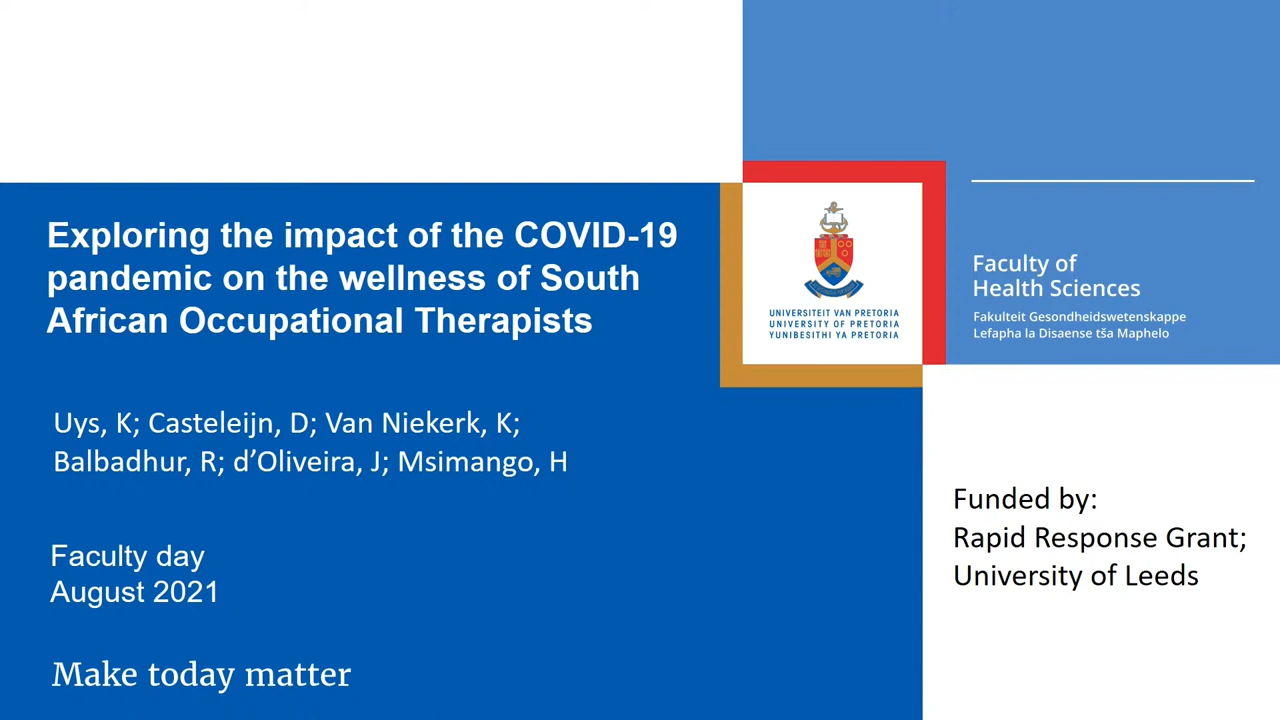 Exploring the impact of the COVID-19
pandemic on the wellness of South
African Occupational Therapists
Uys, K; Casteleijn, D; Van Niekerk, K;
Balbadhur, R; d’Oliveira, J; Msimango, H
Faculty day
August 2021
Make today matter
UNIVERSITEIT VAN PRETORIA
UNIVERSITY OF PRETORIA
YUNIBESITHI YA PRETORIA
Faculty of
Health Sciences
Fakulteit Gesondheidswetenskappe
Lefapha la Disaense tša Maphelo
Funded by:
Rapid Response Grant;
University of Leeds